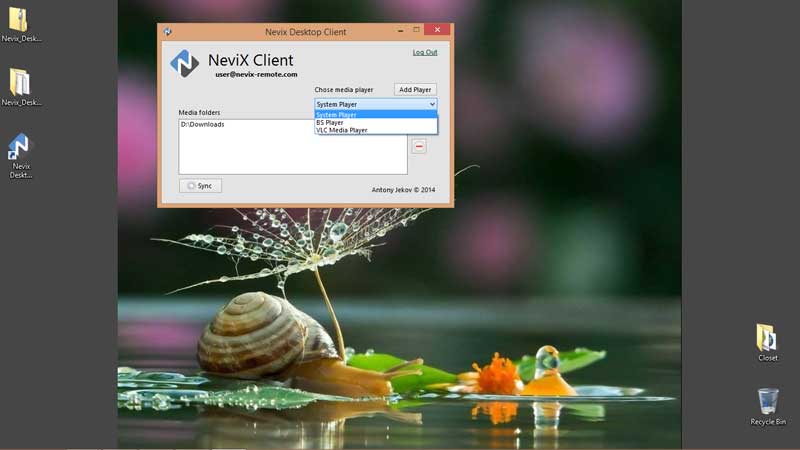 Nevix_Desk...
Nevix_Desk...
Nevix
Deskt...
Nevix Desktop Client
NeviX Client
user@nevix-remote.com
Log Out
Chose media player
Add Player
System Player
System Player
BS Player
VLC Media Player
Media folders
D:\Downloads
Sync
Antony Jekov © 2014
Closet
Recycle Bin